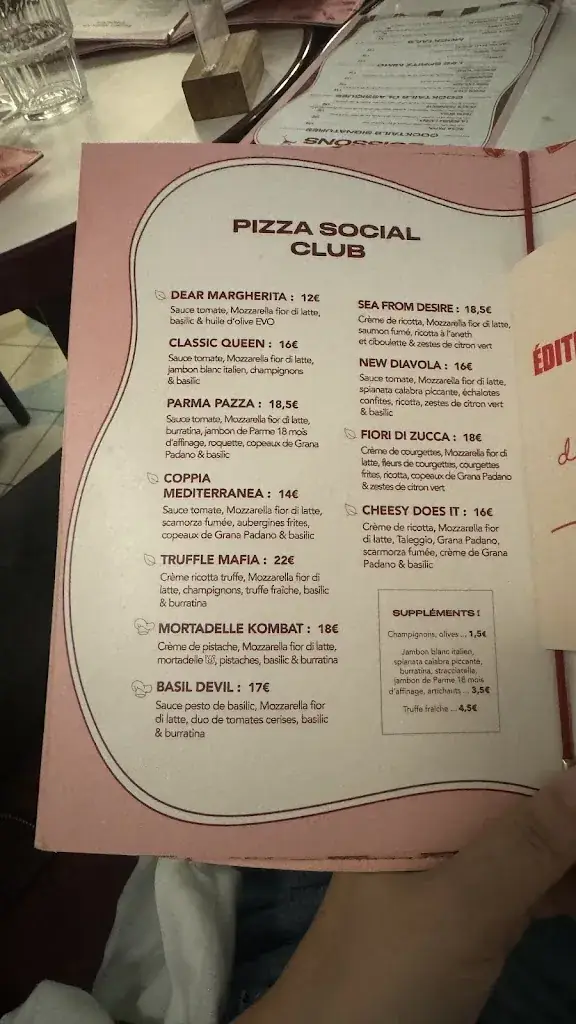 PIZZA SOCIAL
CLUB
DEAR MARGHERITA : 12€
Sauce tomate, Mozzarella fior di latte,
basilic & huile d'olive EVO
CLASSIC QUEEN : 16€
Sauce tomate, Mozzarella fior di latte,
jambon blanc italien, champignons
& basilic
PARMA PAZZA : 18,5€
Sauce tomate, Mozzarella fior di latte,
burratina, jambon de Parme 18 mois
d'affinage, roquette, copeaux de Grana
Padano & basilic
COPPIA
MEDITERRANEA : 14€
Sauce tomate, Mozzarella fior di latte,
scamorza fumée, aubergines frites,
copeaux de Grana Padano & basilic
TRUFFLE MAFIA : 22€
Crème ricotta truffe, Mozzarella fior di
latte, champignons, truffe fraîche, basilic
& burratina
MORTADELLE KOMBAT : 18€
Crème de pistache, Mozzarella fior di latte,
mortadelle, pistaches, basilic & burratina
BASIL DEVIL : 17€
Sauce pesto de basilic, Mozzarella fior
di latte, duo de tomates cerises, basilic
& burratina
SEA FROM DESIRE : 18,5€
Crème de ricotta, Mozzarella fior di latte,
saumon fumé, ricotta à l'aneth
et ciboulette & zestes de citron vert
NEW DIAVOLA : 16€
Sauce tomate, Mozzarella fior di latte,
spianata calabra piccante, échalotes
confites, ricotta, zestes de citron vert
& basilic
FIORI DI ZUCCA : 18€
Crème de courgettes, Mozzarella fior di
latte, fleurs de courgettes, courgettes
frites, ricotta, copeaux de Grana Padano
& zestes de citron vert
CHEESY DOES IT : 16€
Crème de ricotta, Mozzarella fior
di latte, Taleggio, Grana Padano,
scarmorza fumée, crème de Grana
Padano & basilic
SUPPLÉMENTS !
Champignons, olives ... 1,5€
Jambon blanc italien,
spianata calabre piccante,
burratina, stracciatella,
jambon de Parme 18 mois
d'affinage, artichauts ... 3,5€
Truffe fraîche ... 4,5€
ÉDIT
d
BOISSONS
COCKTAILS SIGNATURES
COCKTAILS CLASSIQUES
MOCKTAILS